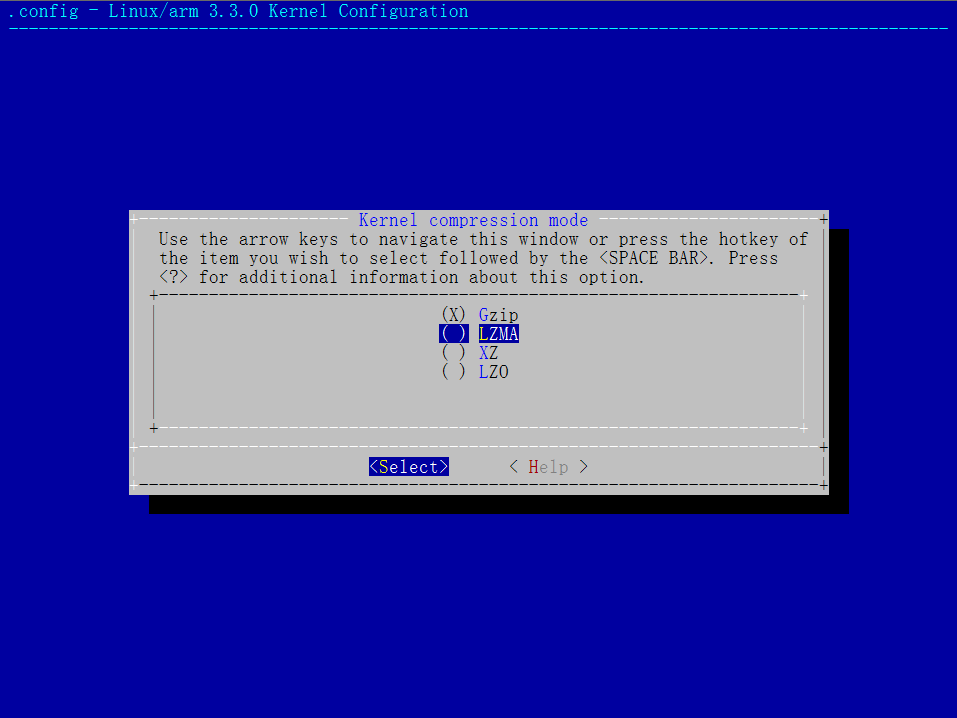 .config - Linux/arm 3.3.0 Kernel Configuration
Kernel compression mode
Use the arrow keys to navigate this window or press the hotkey of
the item you wish to select followed by the <SPACE BAR>. Press
<?> for additional information about this option.
(X) Gzip
( ) LZMA
( ) XZ
( ) LZO
<Select> < Help >